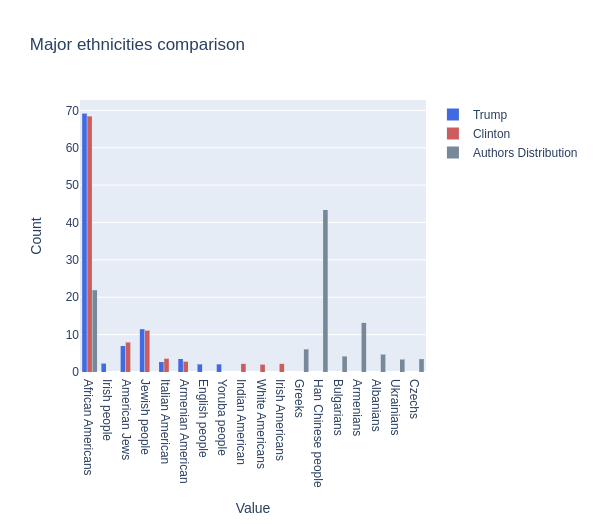 Major ethnicities comparison
70
60
50
40
30
20
10
0
Count
African Americans
Irish people
American Jews
Jewish people
Italian American
Armenian American
English people
Yoruba people
Indian American
White Americans
Irish Americans
Greeks
Han Chinese people
Bulgarians
Armenians
Albanians
Ukrainians
Czechs
Value
Trump
Clinton
Authors Distribution